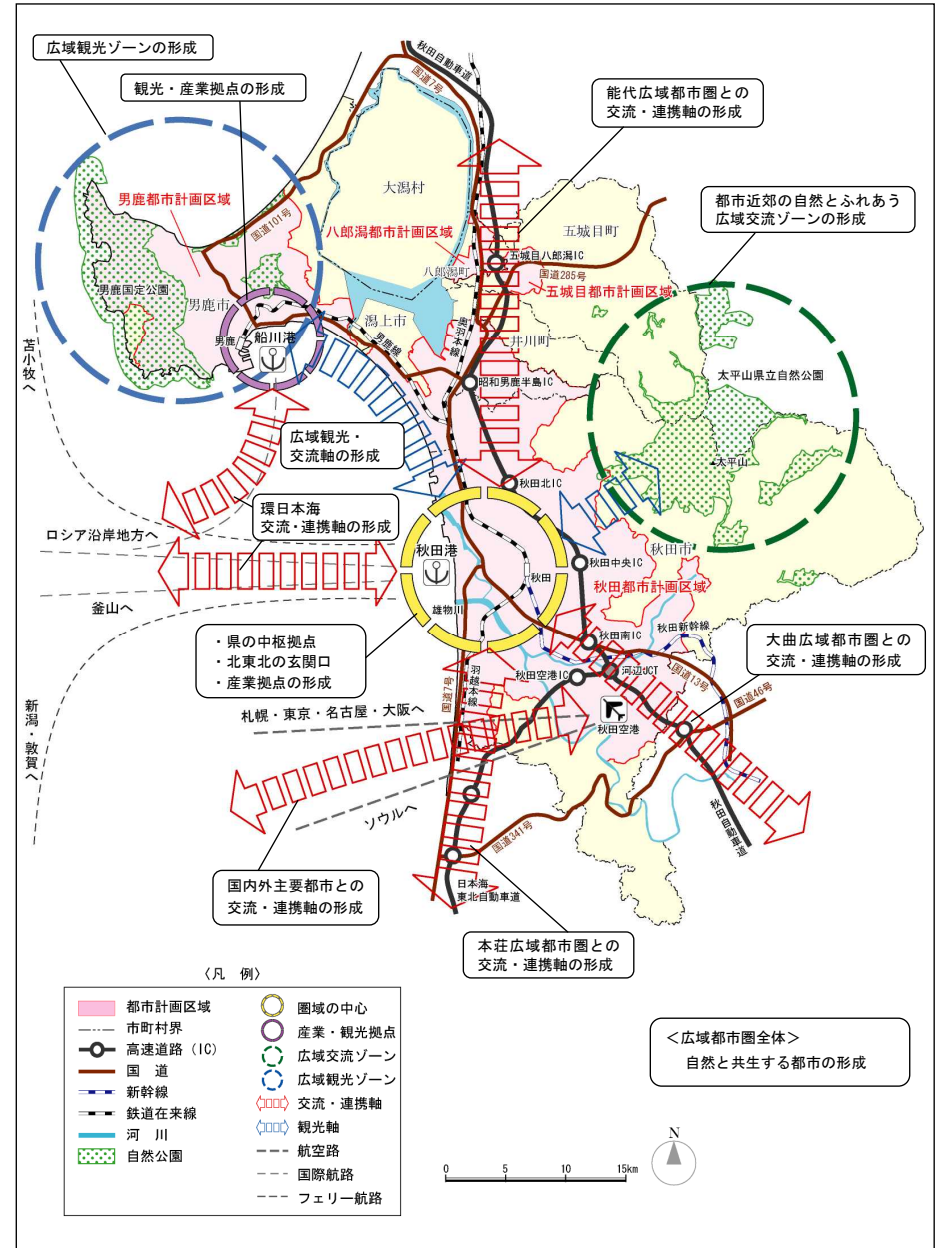 広域観光ゾーンの形成
観光・産業拠点の形成
秋田自動車道
国道7号
能代広域都市圏との
交流・連携軸の形成
大潟村
都市近郊の自然とふれあう
広域交流ゾーンの形成
男鹿都市計画区域
国道101号
八郎潟都市計画区域
五城目町
五城目八郎潟IC
八郎潟町
国道285号
五城目都市計画区域
男鹿国定公園
男鹿市
潟上市
奥羽本線
井川町
船川港
男鹿
男鹿線
苫小牧へ
昭和男鹿半島IC
太平山県立自然公園
太平山
広域観光・
交流軸の形成
秋田北IC
環日本海
交流・連携軸の形成
ロシア沿岸地方へ
秋田港
秋田市
秋田中央IC
秋田
秋田都市計画区域
釜山へ
雄物川
秋田南IC
秋田新幹線
・県の中枢拠点
・北東北の玄関口
・産業拠点の形成
大曲広域都市圏との
交流・連携軸の形成
羽越本線
秋田空港IC
河辺JCT
国道13号
国道46号
国道7号
札幌・東京・名古屋・大阪へ
秋田空港
新潟・敦賀へ
ソウルへ
秋田自動車道
国道341号
国内外主要都市との
交流・連携軸の形成
日本海
東北自動車道
本荘広域都市圏との
交流・連携軸の形成
〈凡 例〉
都市計画区域
市町村界
高速道路(IC)
国 道
新幹線
鉄道在来線
河 川
自然公園
圏域の中心
産業・観光拠点
広域交流ゾーン
広域観光ゾーン
交流・連携軸
観光軸
航空路
国際航路
フェリー航路
<広域都市圏全体>
自然と共生する都市の形成
N
0 5 10 15km